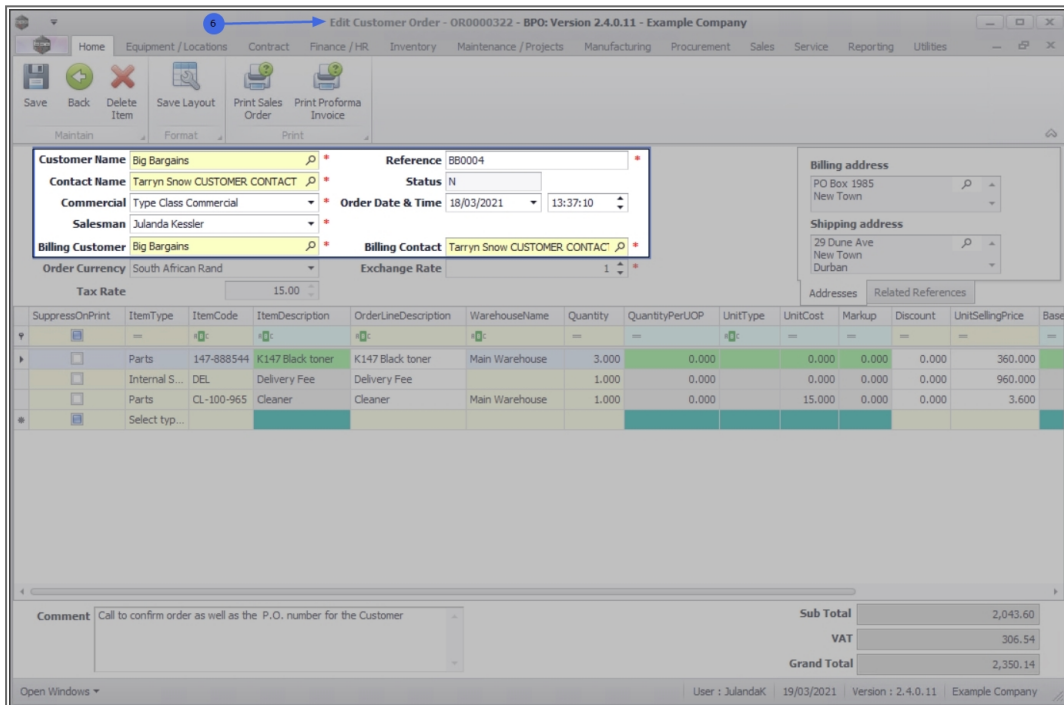 6
Edit Customer Order - OR0000322 - BPO: Version 2.4.0.11 - Example Company
Home Equipment / Locations Contract Finance / HR Inventory Maintenance / Projects Manufacturing Procurement Sales Service Reporting Utilities
Save Back Delete Item Save Layout Print Sales Order Print Proforma Invoice
Maintain Format Print
Customer Name Big Bargains * Reference BB0004 *
Contact Name Tarryn Snow CUSTOMER CONTACT * Status N
Commercial Type Class Commercial * Order Date & Time 18/03/2021 13:37:10
Salesman Julanda Kessler *
Billing Customer Big Bargains * Billing Contact Tarryn Snow CUSTOMER CONTACT *
Order Currency South African Rand Exchange Rate 1 *
Tax Rate 15.00
Billing address
PO Box 1985
New Town
Shipping address
29 Dune Ave
New Town
Durban
Addresses Related References
SuppressOnPrint ItemType ItemCode ItemDescription OrderLineDescription WarehouseName Quantity QuantityPerUOP UnitType UnitCost Markup Discount UnitSellingPrice Base
Parts 147-888544 K147 Black toner K147 Black toner Main Warehouse 3.000 0.000 0.000 0.000 0.000 360.000
Internal S... DEL Delivery Fee Delivery Fee 1.000 0.000 0.000 0.000 0.000 960.000
Parts CL-100-965 Cleaner Cleaner Main Warehouse 1.000 0.000 15.000 0.000 0.000 3.600
Select typ...
Comment Call to confirm order as well as the P.O. number for the Customer
Sub Total 2,043.60
VAT 306.54
Grand Total 2,350.14
Open Windows User : JulandaK 19/03/2021 Version : 2.4.0.11 Example Company